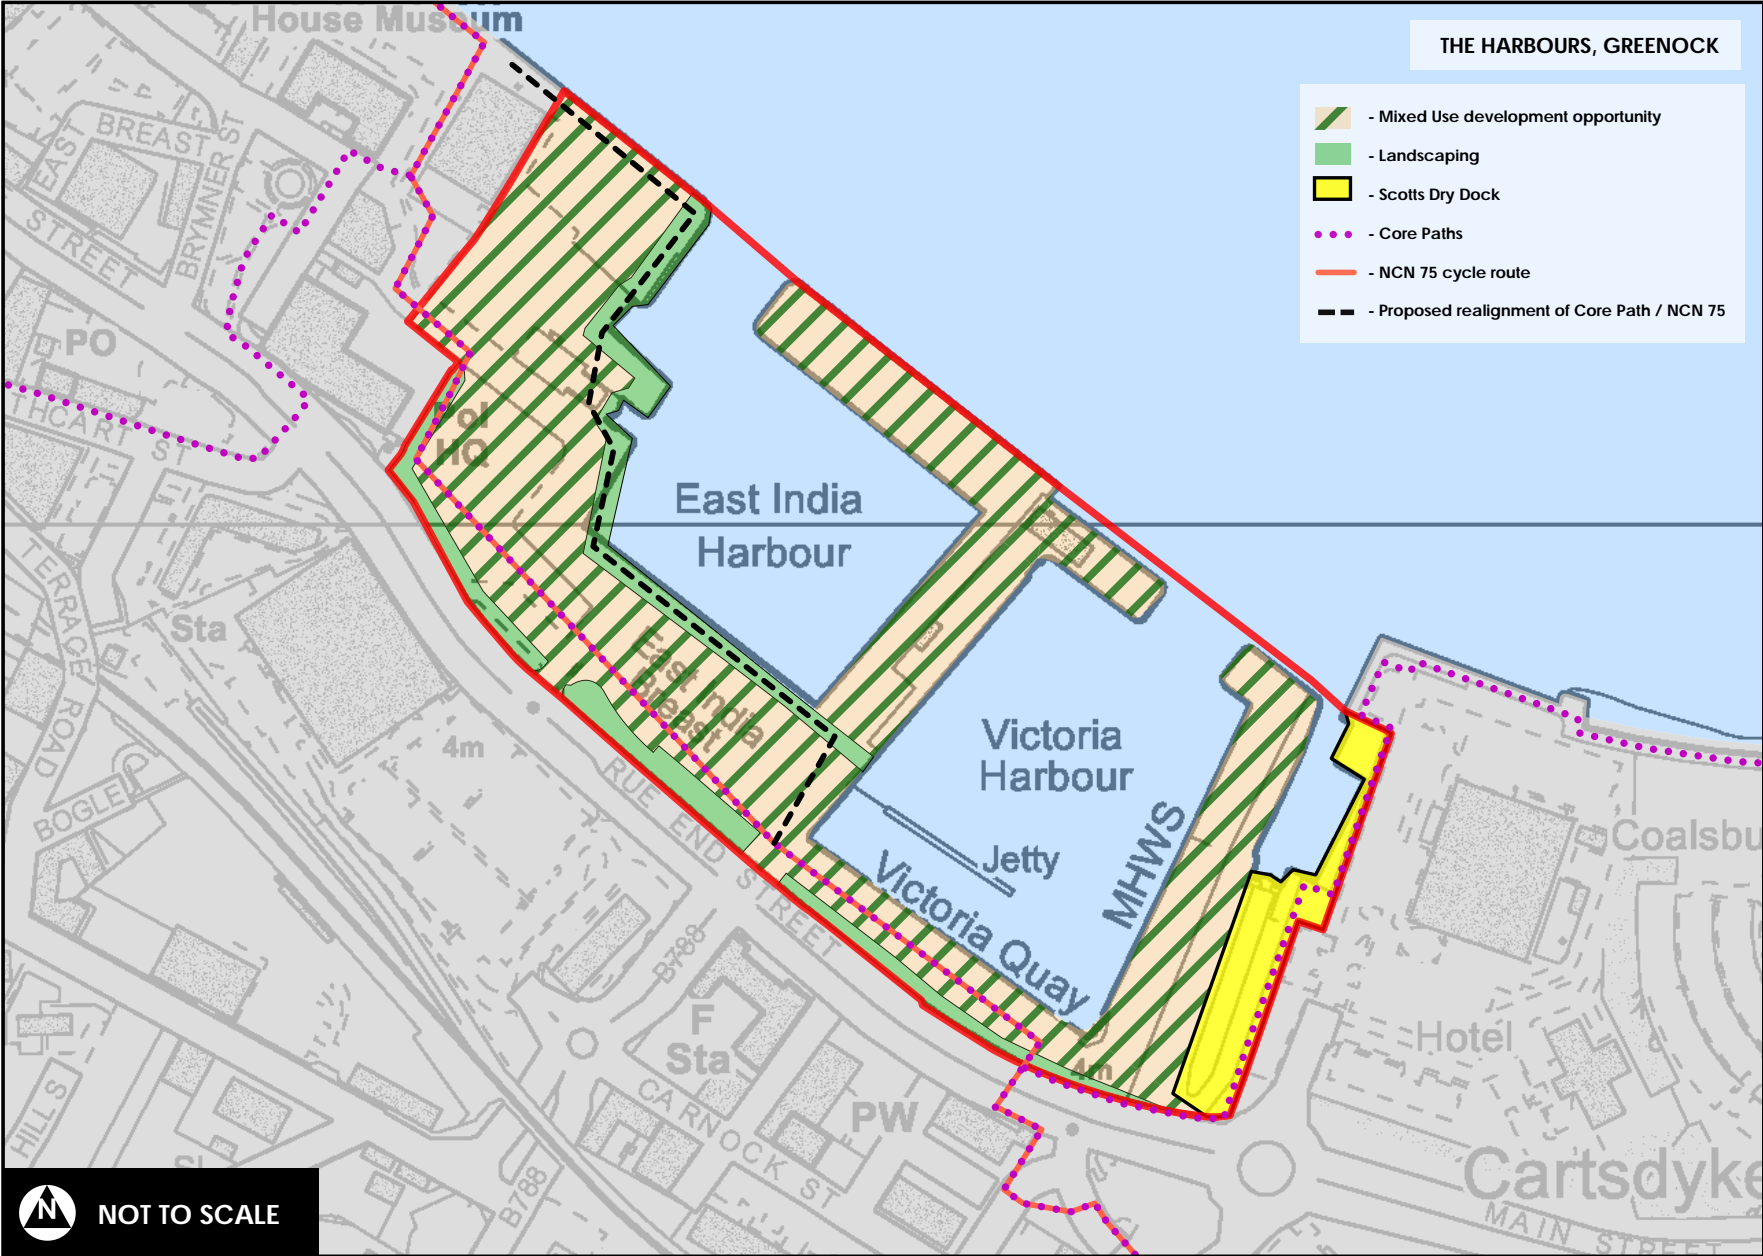 House Museum
THE HARBOURS, GREENOCK
- Mixed Use development opportunity
- Landscaping
- Scotts Dry Dock
- Core Paths
- NCN 75 cycle route
- Proposed realignment of Core Path / NCN 75
EAST
BREAST
BRYMNER ST
STREET
PO
THCART ST
Pol
HQ
East India
Harbour
TERRACE ROAD
Sta
4m
BOGLE
East India
Breast
RUE END STREET
Victoria
Harbour
Jetty
MHWS
Victoria Quay
Coalsbu
B788
F
Sta
4m
Hotel
CARNOCK ST
PW
HILLS
B788
Cartsdyke
MAIN STREET
N
NOT TO SCALE